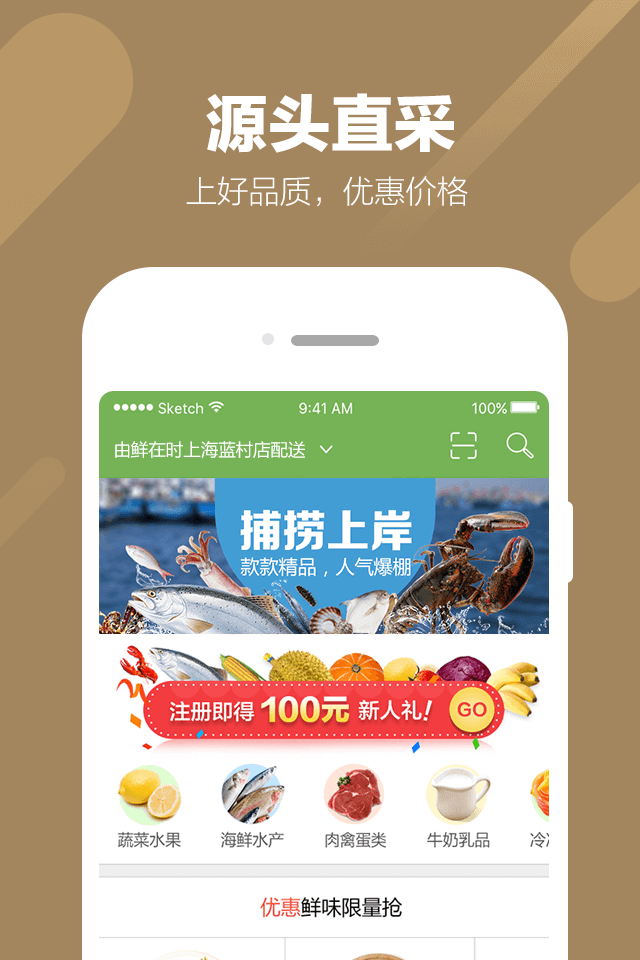 源头直采
上好品质，优惠价格
Sketch 9:41 AM 100%
由鲜在时上海蓝村店配送
捕捞上岸
款款精品，人气爆棚
注册即得100元新人礼! GO
蔬菜水果 海鲜水产 肉禽蛋类 牛奶乳品
优惠鲜味限量抢